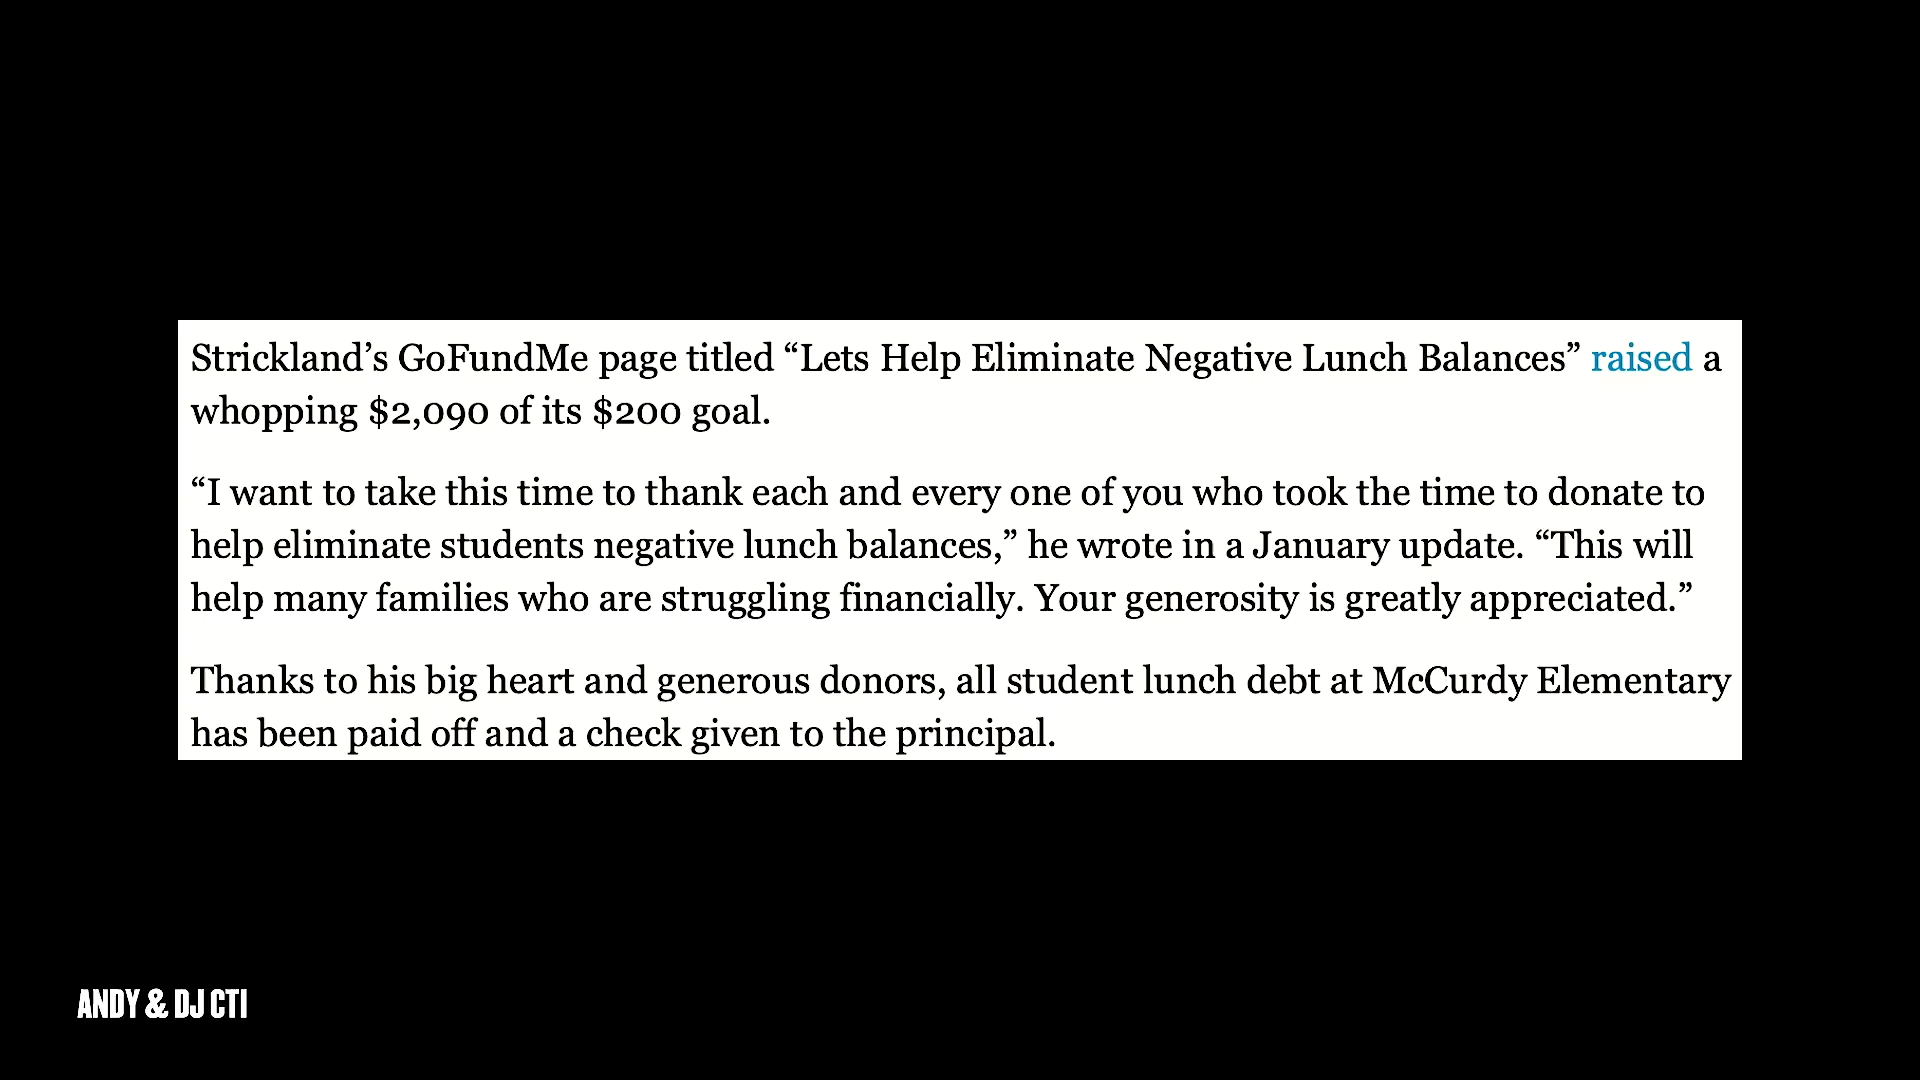 Strickland’s GoFundMe page titled “Lets Help Eliminate Negative Lunch Balances” raised a
whopping $2,090 of its $200 goal.
“I want to take this time to thank each and every one of you who took the time to donate to
help eliminate students negative lunch balances,” he wrote in a January update. “This will
help many families who are struggling financially. Your generosity is greatly appreciated.”
Thanks to his big heart and generous donors, all student lunch debt at McCurdy Elementary
has been paid off and a check given to the principal.
ANDY & DJ CTI